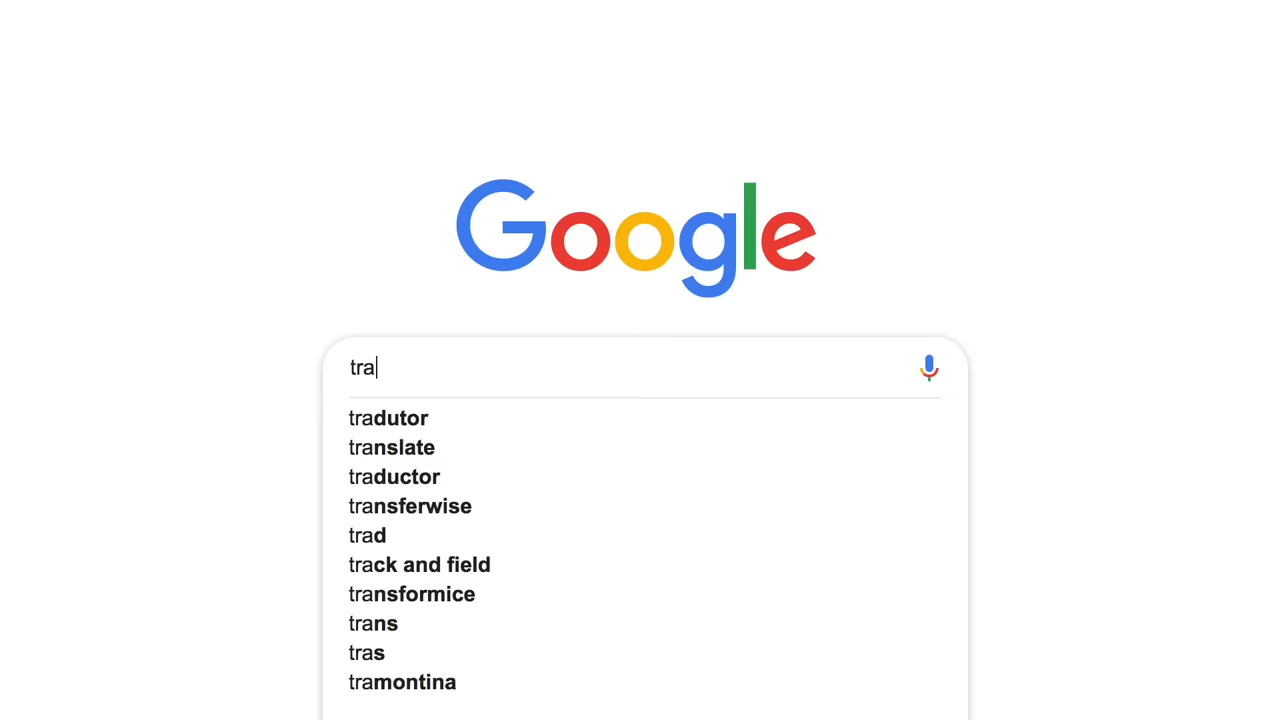 Google
tra
tradutor
translate
traductor
transferwise
trad
track and field
transformice
trans
tras
tramontina